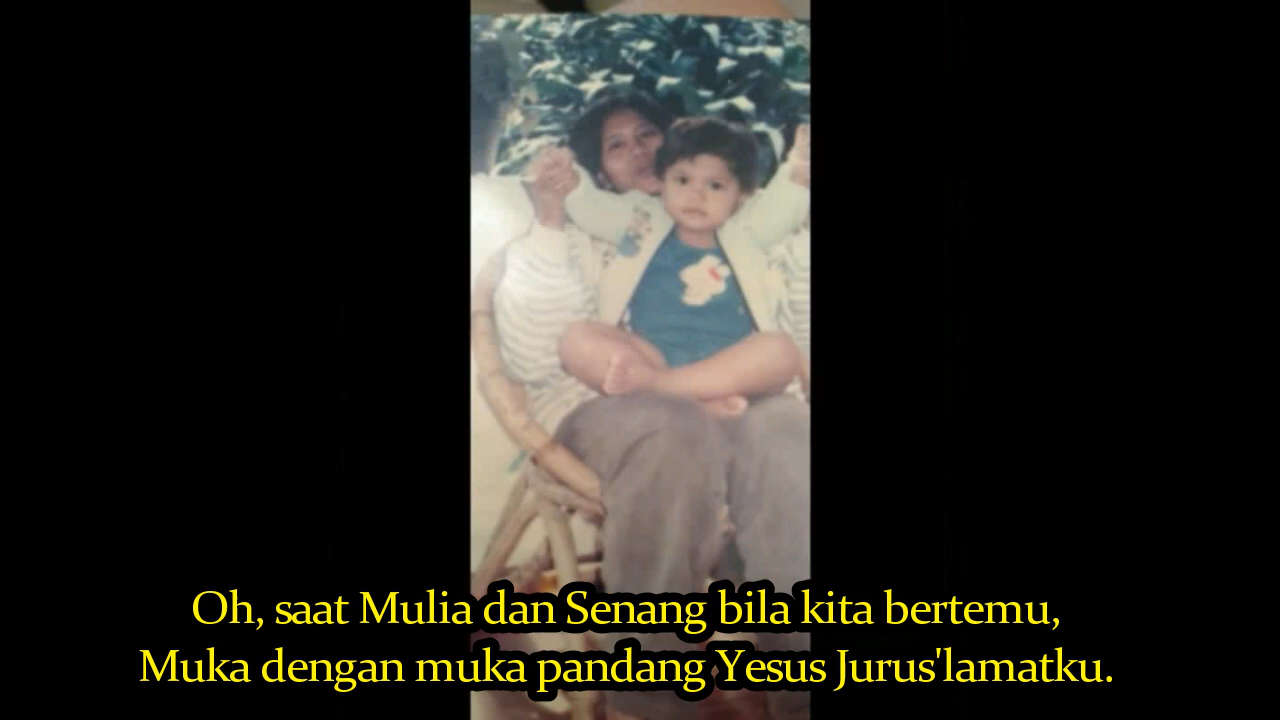 Oh, saat Mulia dan Senang bila kita bertemu,
Muka dengan muka pandang Yesus Jurus'lamatku.